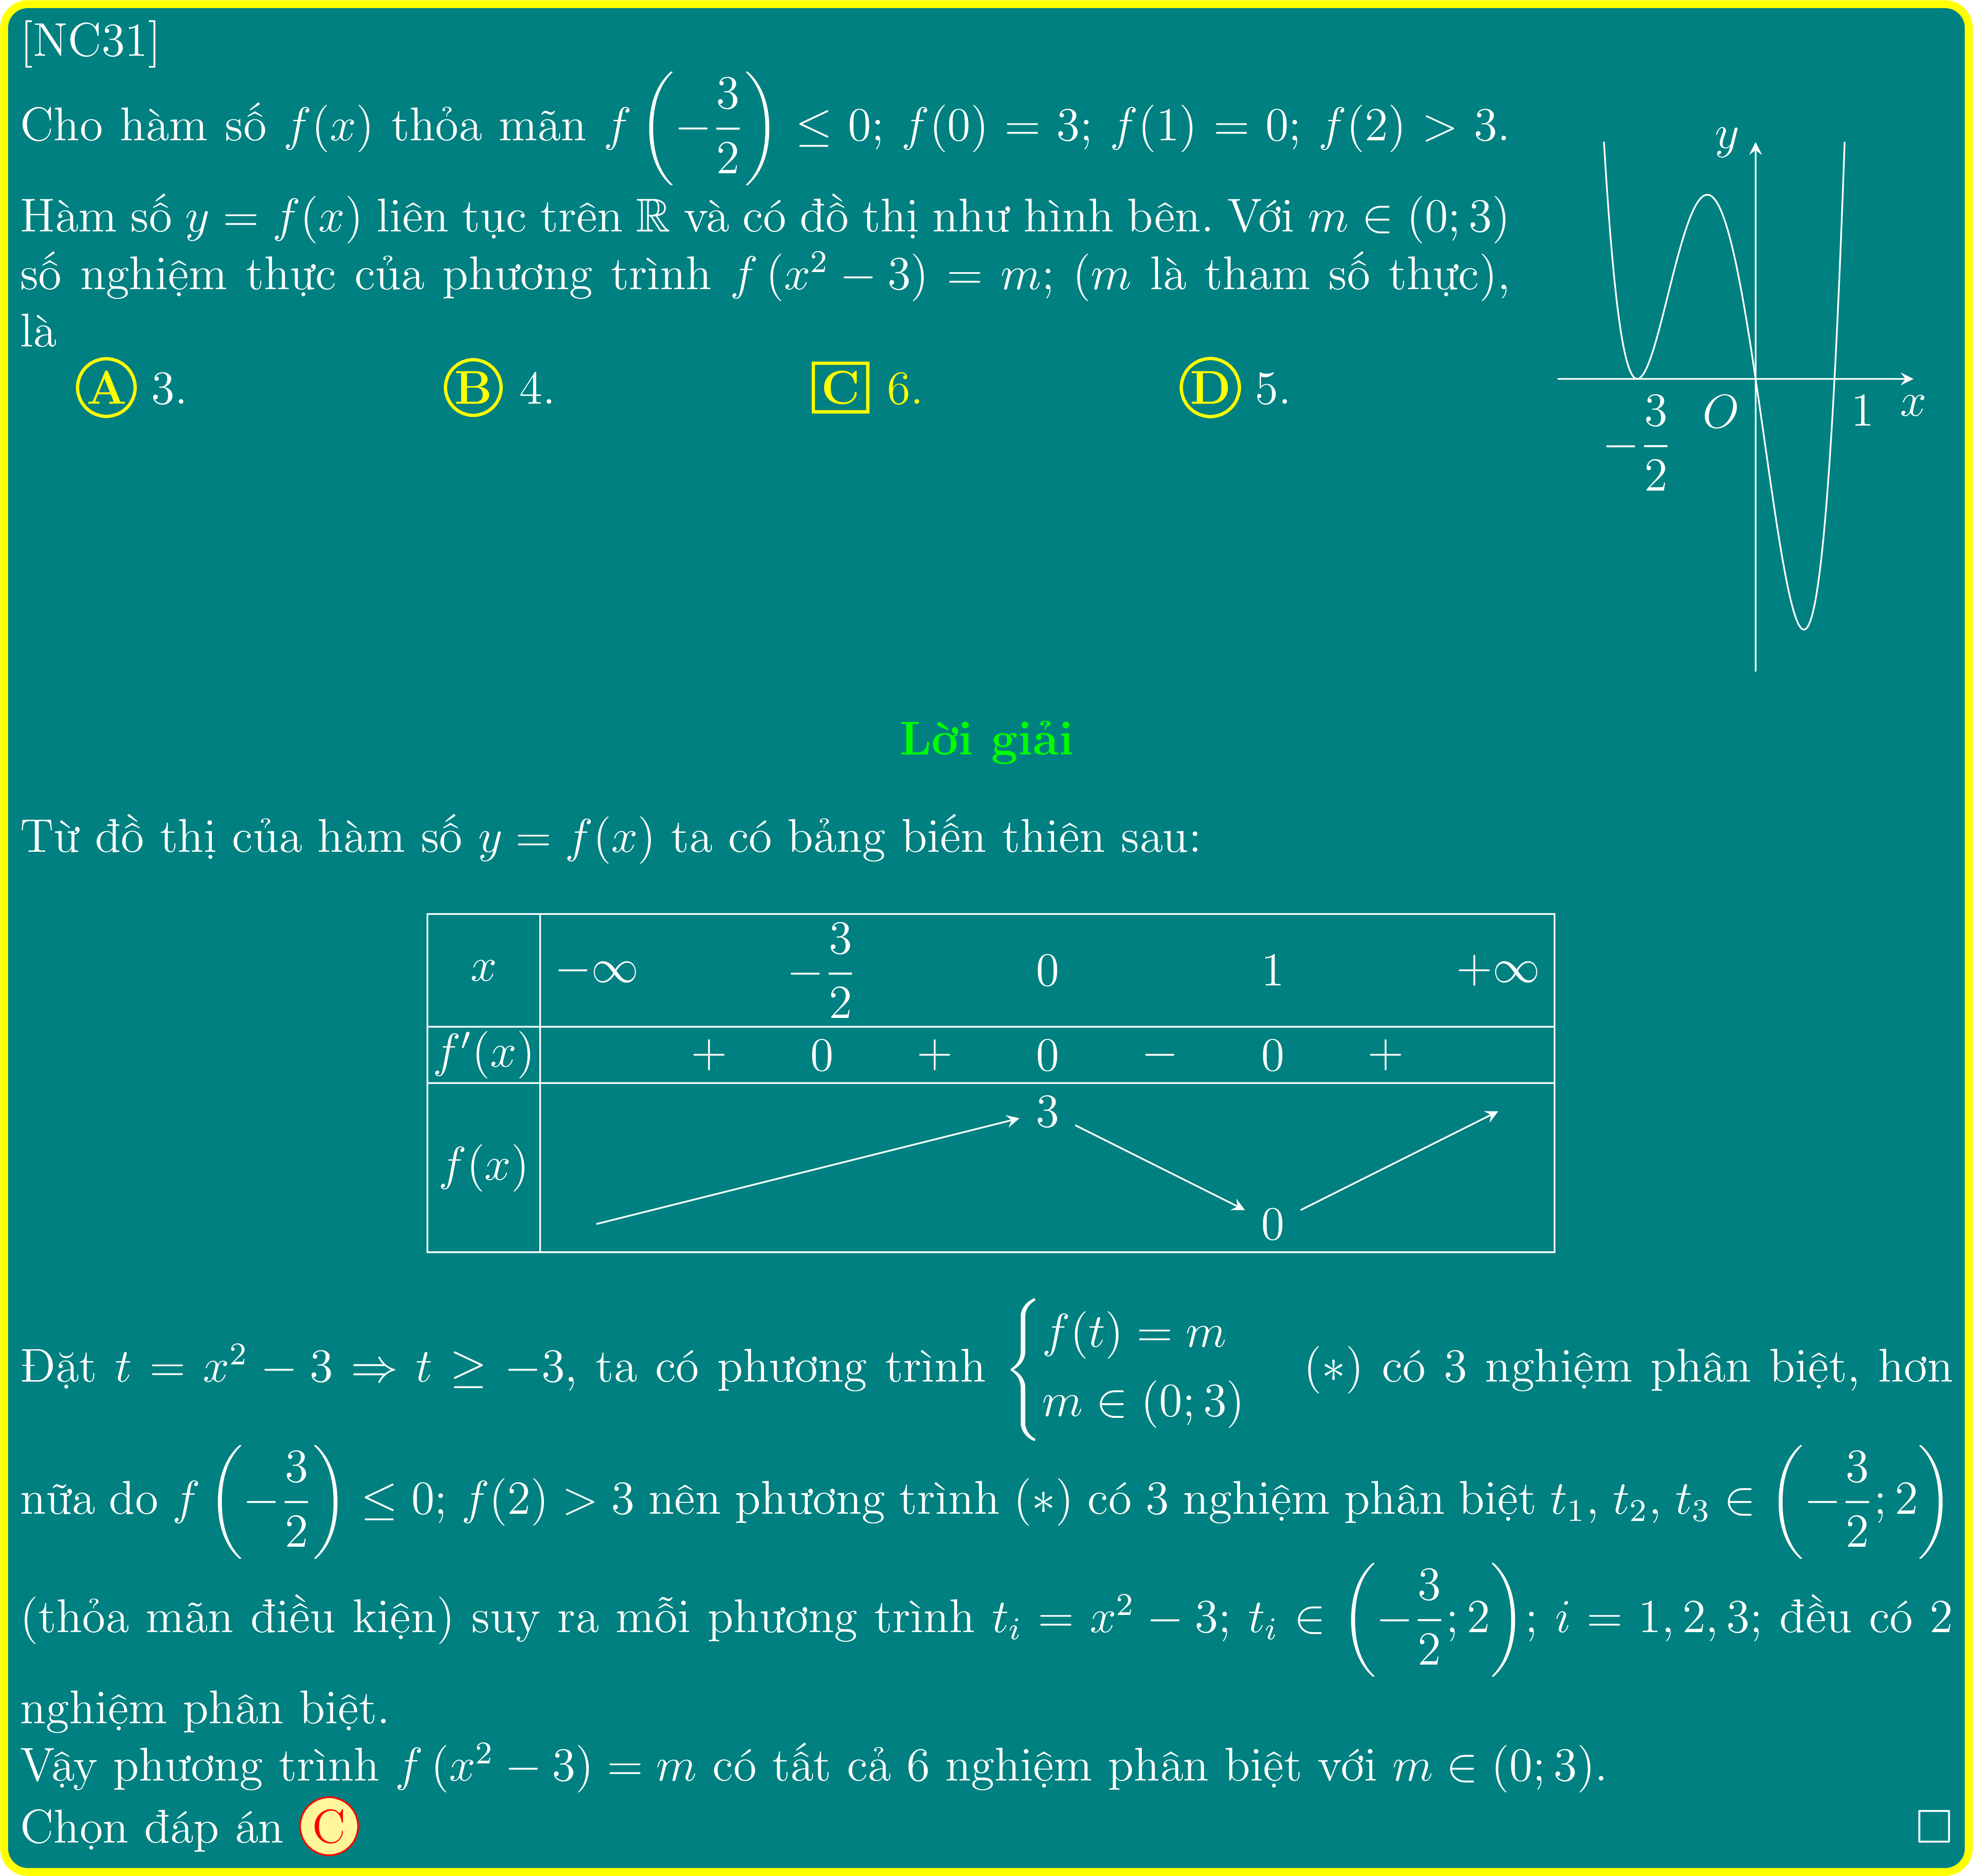 [NC31]
Cho hàm số $f(x)$ thỏa mãn $f\left(-\dfrac{3}{2}\right) \leq 0$; $f(0) = 3$; $f(1) = 0$; $f(2) > 3$.
Hàm số $y = f(x)$ liên tục trên $\mathbb{R}$ và có đồ thị như hình bên. Với $m \in (0; 3)$
số nghiệm thực của phương trình $f\left(x^2 - 3\right) = m$; ($m$ là tham số thực),
là
A 3. B 4. C 6. D 5.
$y$
$-\dfrac{3}{2}$ $O$ 1 $x$
Lời giải
Từ đồ thị của hàm số $y = f(x)$ ta có bảng biến thiên sau:
$x$ $-\infty$ $-\dfrac{3}{2}$ 0 1 $+\infty$
$f'(x)$ + 0 + 0 − 0 +
3
$f(x)$
0
Đặt $t = x^2 - 3 \Rightarrow t \geq -3$, ta có phương trình $\begin{cases} f(t) = m \\ m \in (0; 3) \end{cases}$ $(*)$ có 3 nghiệm phân biệt, hơn
nữa do $f\left(-\dfrac{3}{2}\right) \leq 0$; $f(2) > 3$ nên phương trình $(*)$ có 3 nghiệm phân biệt $t_1$, $t_2$, $t_3 \in \left(-\dfrac{3}{2}; 2\right)$
(thỏa mãn điều kiện) suy ra mỗi phương trình $t_i = x^2 - 3$; $t_i \in \left(-\dfrac{3}{2}; 2\right)$; $i = 1, 2, 3$; đều có 2
nghiệm phân biệt.
Vậy phương trình $f\left(x^2 - 3\right) = m$ có tất cả 6 nghiệm phân biệt với $m \in (0; 3)$.
Chọn đáp án C □